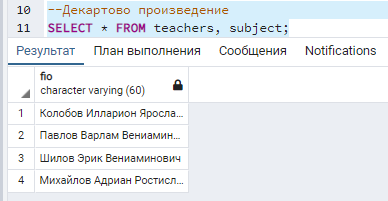 10 --Декартово произведение
11 SELECT * FROM teachers, subject;
Результат План выполнения Сообщения Notifications
fio
character varying (60)
1 Колобов Илларион Яросла...
2 Павлов Варлам Вениамин...
3 Шилов Эрик Вениаминович
4 Михайлов Адриан Ростисл...